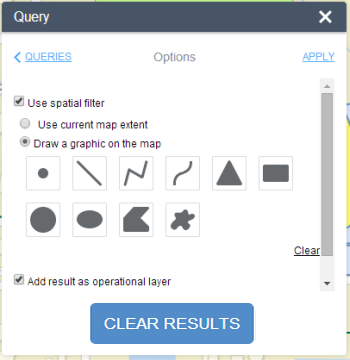 Query
QUERIES Options APPLY
Use spatial filter
Use current map extent
Draw a graphic on the map
Clear
Add result as operational layer
CLEAR RESULTS